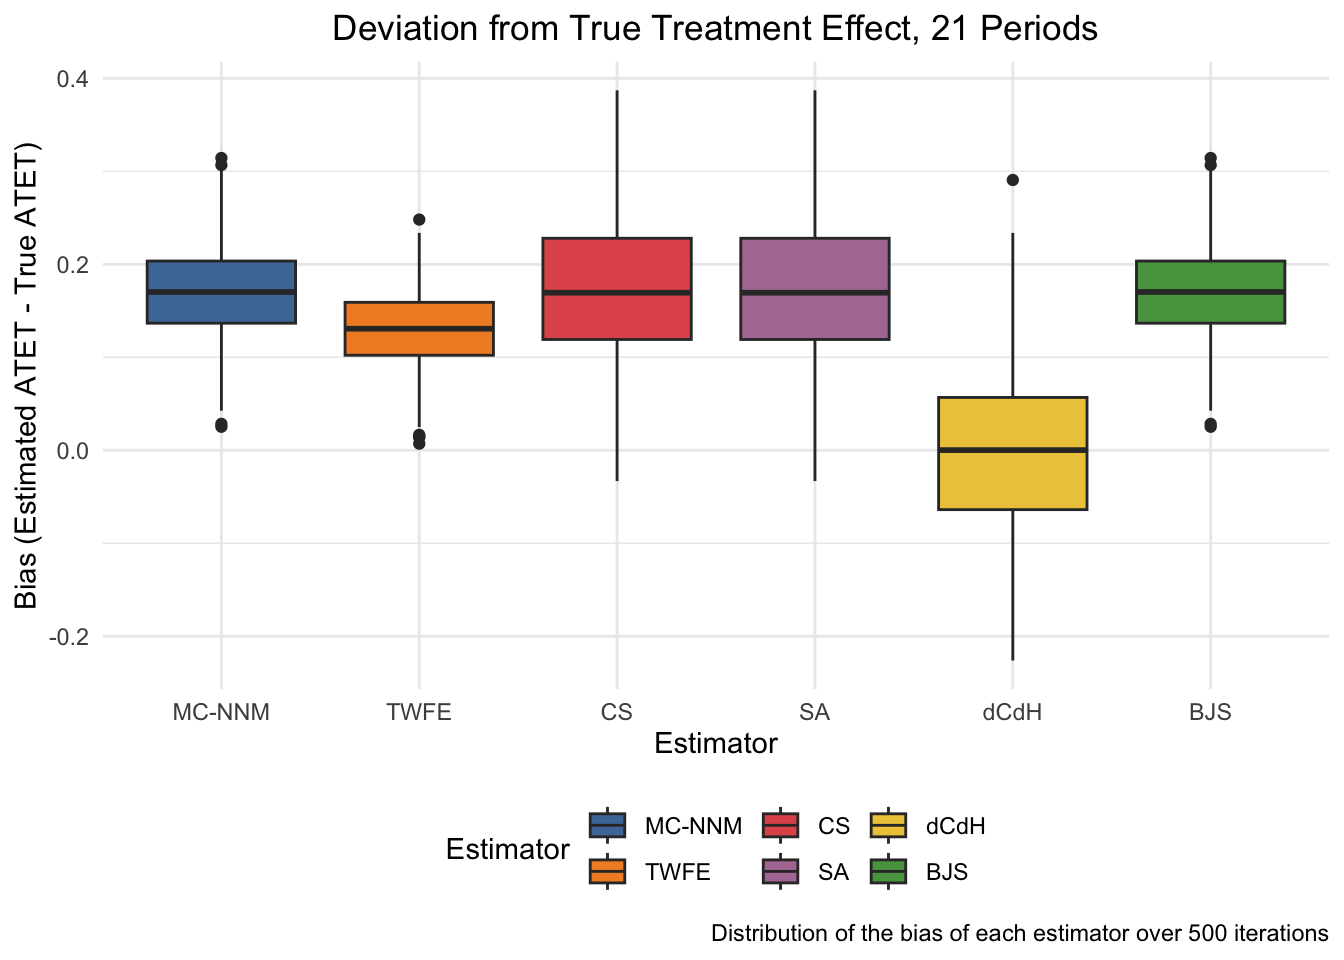 Deviation from True Treatment Effect, 21 Periods
Bias (Estimated ATET - True ATET)
0.4
0.2
0.0
-0.2
MC-NNM TWFE CS SA dCdH BJS
Estimator
Estimator
MC-NNM CS dCdH
TWFE SA BJS
Distribution of the bias of each estimator over 500 iterations